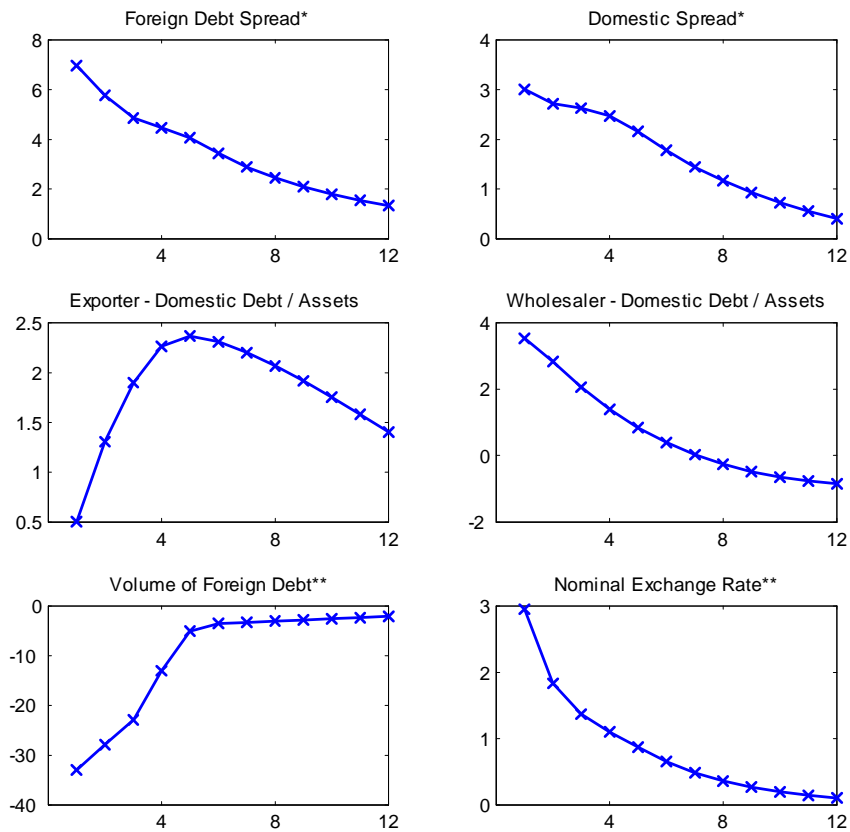 Foreign Debt Spread*
8
6
4
2
0
4 8 12
Domestic Spread*
4
3
2
1
0
4 8 12
Exporter - Domestic Debt / Assets
2.5
2
1.5
1
0.5
4 8 12
Wholesaler - Domestic Debt / Assets
4
2
0
-2
4 8 12
Volume of Foreign Debt**
0
-10
-20
-30
-40
4 8 12
Nominal Exchange Rate**
3
2
1
0
4 8 12